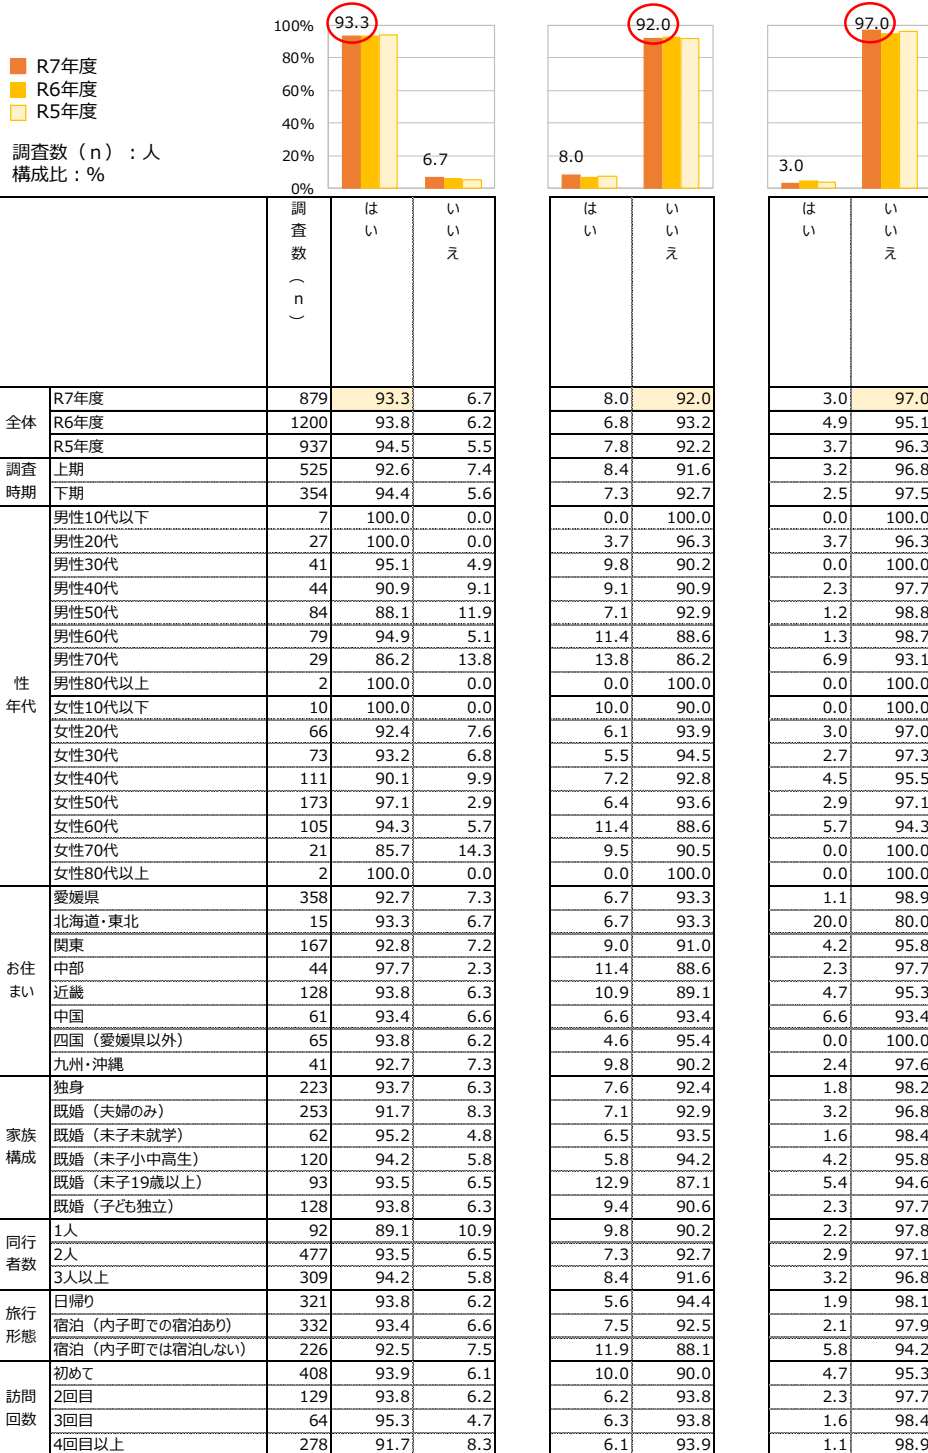 100%
80%
60%
40%
20%
0%
93.3
6.7
8.0
92.0
3.0
97.0
R7年度
R6年度
R5年度
調査数（ｎ）：人
構成比：％
調査数（ｎ） はい いいえ はい いいえ はい いいえ
全体
R7年度 879 93.3 6.7 8.0 92.0 3.0 97.0
R6年度 1200 93.8 6.2 6.8 93.2 4.9 95.1
R5年度 937 94.5 5.5 7.8 92.2 3.7 96.3
調査時期
上期 525 92.6 7.4 8.4 91.6 3.2 96.8
下期 354 94.4 5.6 7.3 92.7 2.5 97.5
性年代
男性10代以下 7 100.0 0.0 0.0 100.0 0.0 100.0
男性20代 27 100.0 0.0 3.7 96.3 3.7 96.3
男性30代 41 95.1 4.9 9.8 90.2 0.0 100.0
男性40代 44 90.9 9.1 9.1 90.9 2.3 97.7
男性50代 84 88.1 11.9 7.1 92.9 1.2 98.8
男性60代 79 94.9 5.1 11.4 88.6 1.3 98.7
男性70代 29 86.2 13.8 13.8 86.2 6.9 93.1
男性80代以上 2 100.0 0.0 0.0 100.0 0.0 100.0
女性10代以下 10 100.0 0.0 10.0 90.0 0.0 100.0
女性20代 66 92.4 7.6 6.1 93.9 3.0 97.0
女性30代 73 93.2 6.8 5.5 94.5 2.7 97.3
女性40代 111 90.1 9.9 7.2 92.8 4.5 95.5
女性50代 173 97.1 2.9 6.4 93.6 2.9 97.1
女性60代 105 94.3 5.7 11.4 88.6 5.7 94.3
女性70代 21 85.7 14.3 9.5 90.5 0.0 100.0
女性80代以上 2 100.0 0.0 0.0 100.0 0.0 100.0
お住まい
愛媛県 358 92.7 7.3 6.7 93.3 1.1 98.9
北海道・東北 15 93.3 6.7 6.7 93.3 20.0 80.0
関東 167 92.8 7.2 9.0 91.0 4.2 95.8
中部 44 97.7 2.3 11.4 88.6 2.3 97.7
近畿 128 93.8 6.3 10.9 89.1 4.7 95.3
中国 61 93.4 6.6 6.6 93.4 6.6 93.4
四国（愛媛県以外） 65 93.8 6.2 4.6 95.4 0.0 100.0
九州・沖縄 41 92.7 7.3 9.8 90.2 2.4 97.6
家族構成
独身 223 93.7 6.3 7.6 92.4 1.8 98.2
既婚（夫婦のみ） 253 91.7 8.3 7.1 92.9 3.2 96.8
既婚（末子未就学） 62 95.2 4.8 6.5 93.5 1.6 98.4
既婚（末子小中高生） 120 94.2 5.8 5.8 94.2 4.2 95.8
既婚（末子19歳以上） 93 93.5 6.5 12.9 87.1 5.4 94.6
既婚（子ども独立） 128 93.8 6.3 9.4 90.6 2.3 97.7
同行者数
1人 92 89.1 10.9 9.8 90.2 2.2 97.8
2人 477 93.5 6.5 7.3 92.7 2.9 97.1
3人以上 309 94.2 5.8 8.4 91.6 3.2 96.8
旅行形態
日帰り 321 93.8 6.2 5.6 94.4 1.9 98.1
宿泊（内子町での宿泊あり） 332 93.4 6.6 7.5 92.5 2.1 97.9
宿泊（内子町では宿泊しない） 226 92.5 7.5 11.9 88.1 5.8 94.2
訪問回数
初めて 408 93.9 6.1 10.0 90.0 4.7 95.3
2回目 129 93.8 6.2 6.2 93.8 2.3 97.7
3回目 64 95.3 4.7 6.3 93.8 1.6 98.4
4回目以上 278 91.7 8.3 6.1 93.9 1.1 98.9